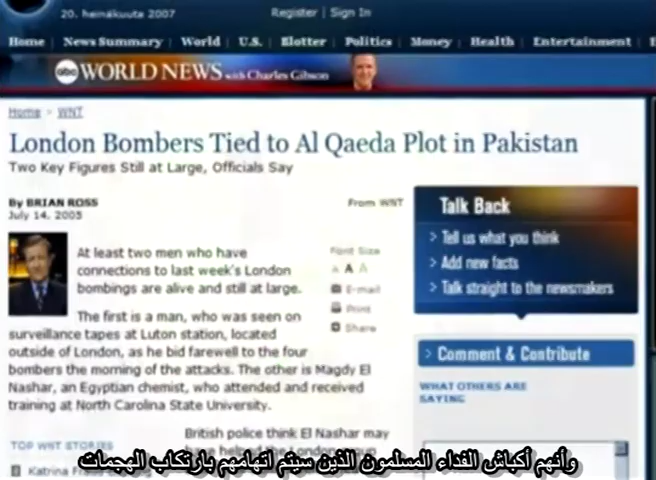 20. heinäkuuta 2007
Register | Sign In
Home | News Summary | World | U.S. | Blotter | Politics | Money | Health | Entertainment
abc WORLD NEWS with Charles Gibson
Home > WNT
London Bombers Tied to Al Qaeda Plot in Pakistan
Two Key Figures Still at Large, Officials Say
By BRIAN ROSS
From WNT
July 14, 2005
At least two men who have
connections to last week's London
bombings are alive and still at large.
The first is a man, who was seen on
surveillance tapes at Luton station, located
outside of London, as he bid farewell to the four
bombers the morning of the attacks. The other is Magdy El
Nashar, an Egyptian chemist, who attended and received
training at North Carolina State University.
British police think El Nashar may
Font Size
A A A
E-mail
Print
Share
TOP WNT STORIES
Katrina
Talk Back
> Tell us what you think
> Add new facts
> Talk straight to the newsmakers
> Comment & Contribute
WHAT OTHERS ARE
SAYING
وأنهم أكباش الفداء المسلمون الذين سيتم اتهامهم بارتكاب الهجمات